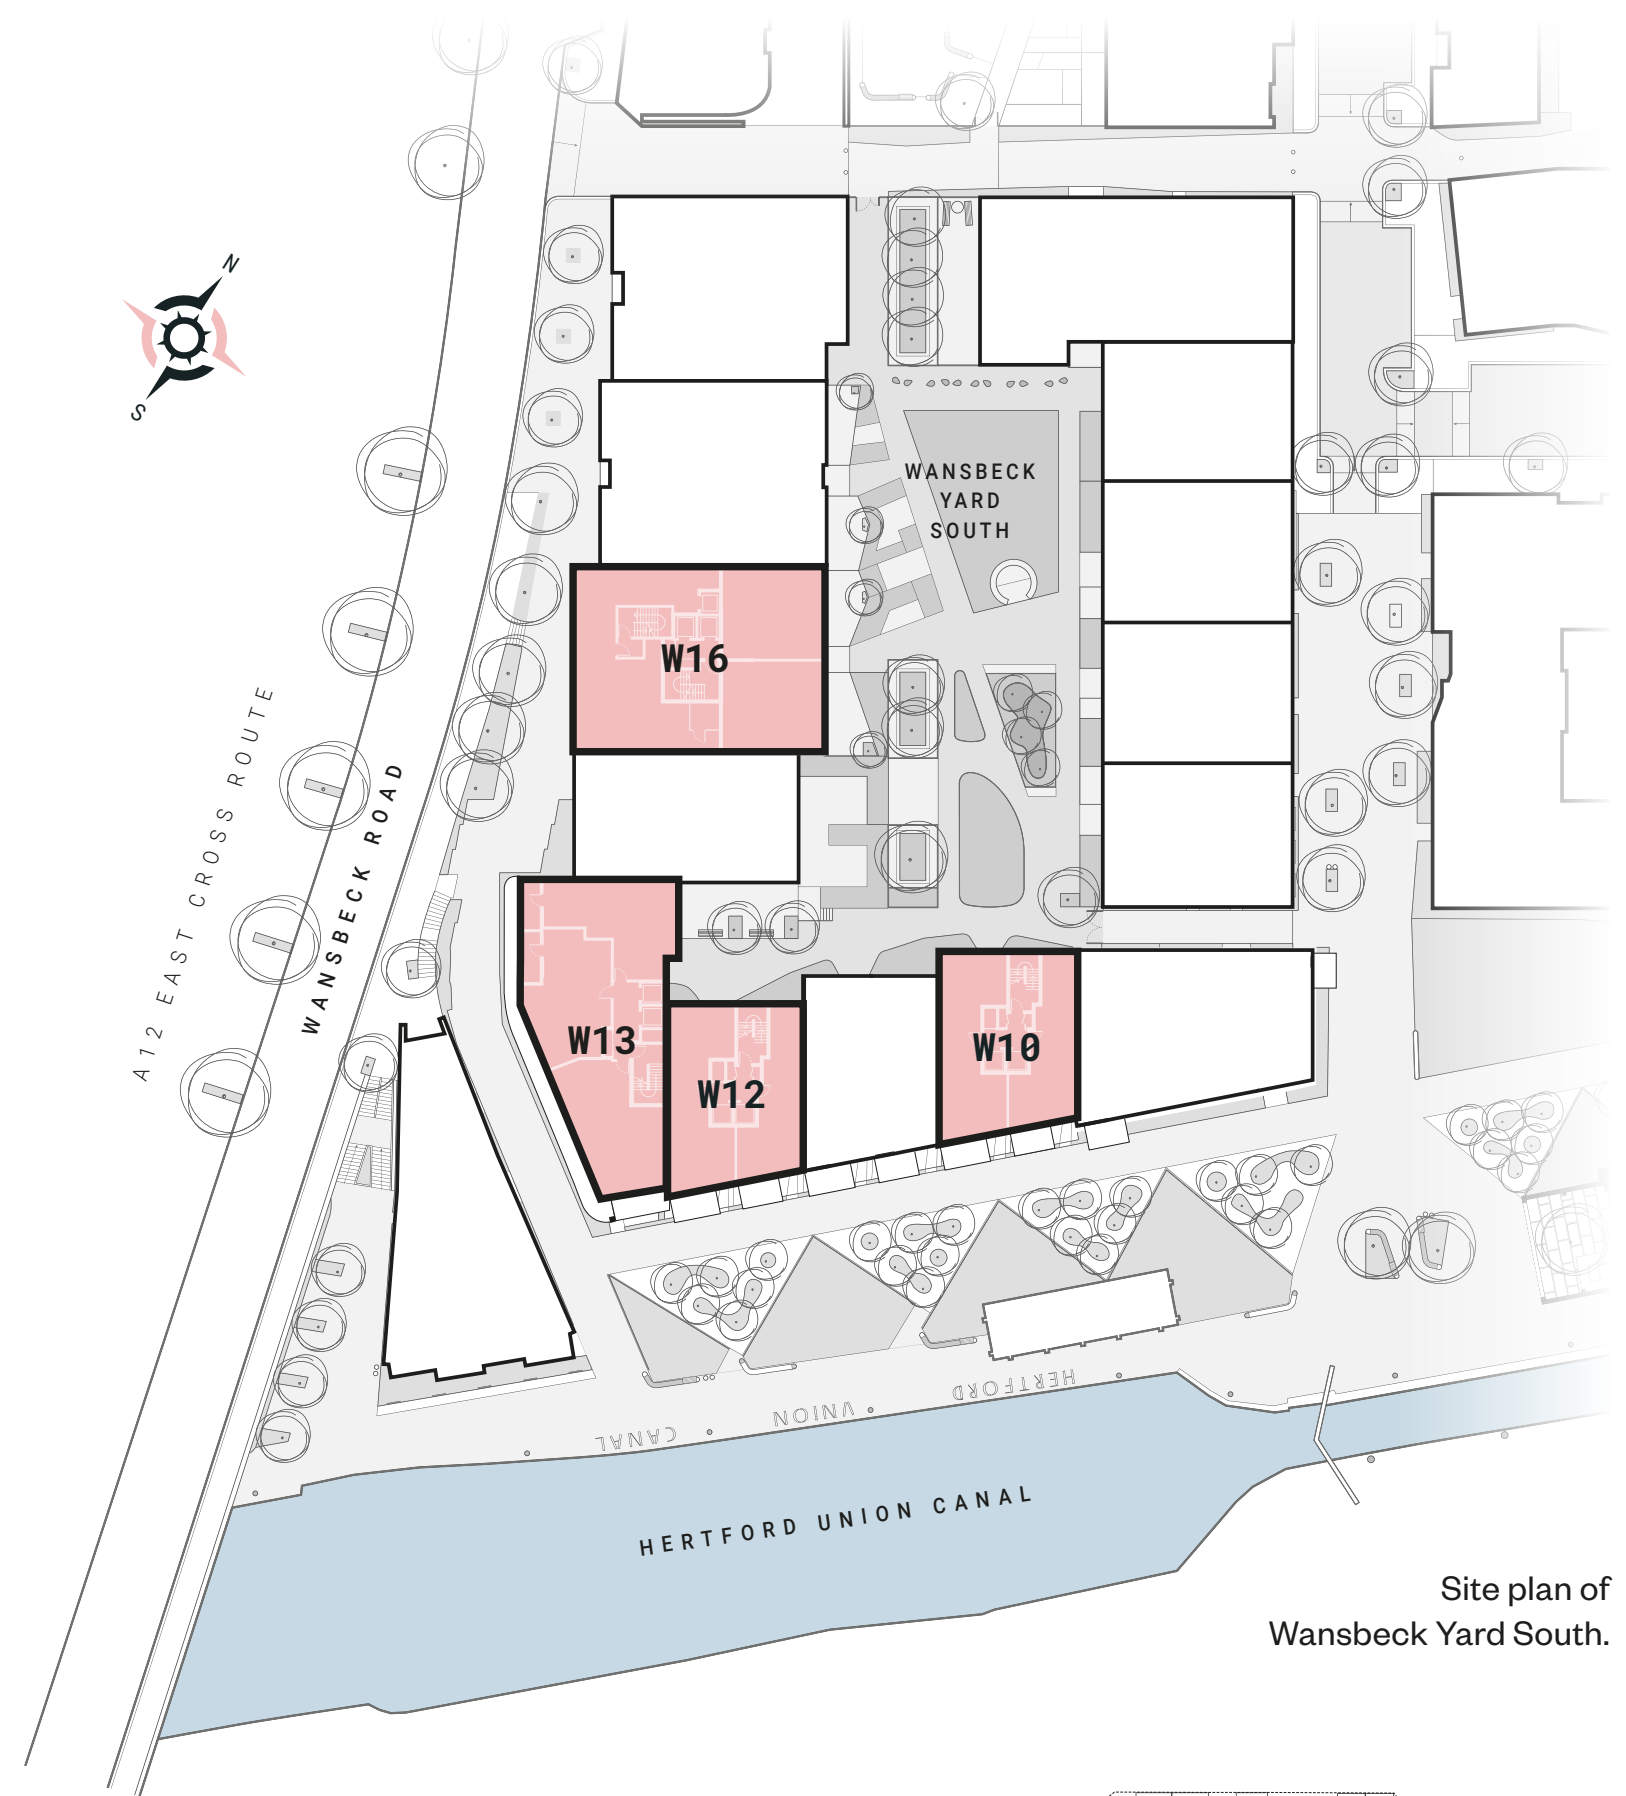 N
S
WANSBECK
YARD
SOUTH
W16
A12 EAST CROSS ROUTE
WANSBECK ROAD
W13
W12
W10
HERTFORD
UNION
CANAL
HERTFORD UNION CANAL
Site plan of
Wansbeck Yard South.